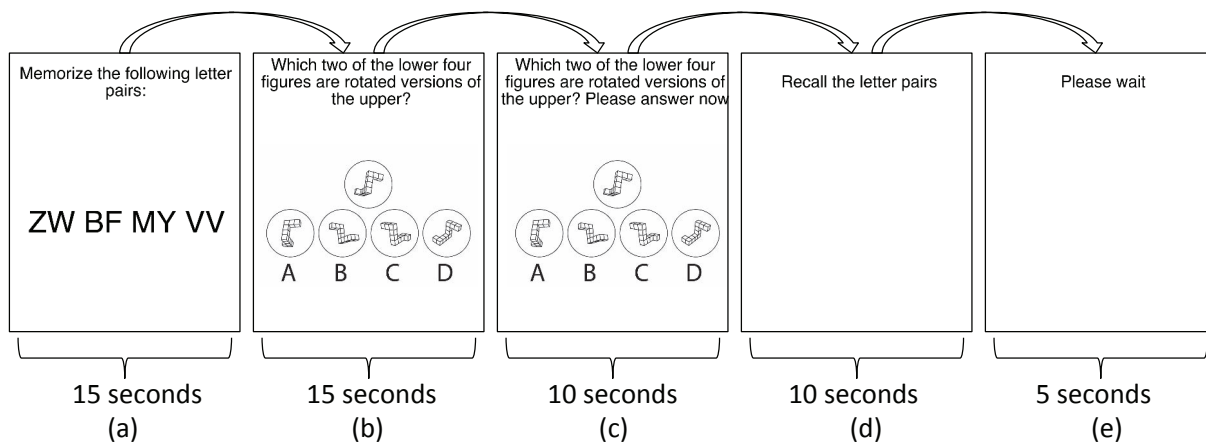 Memorize the following letter
pairs:
ZW BF MY VV
15 seconds
(a)
Which two of the lower four
figures are rotated versions of
the upper?
A B C D
15 seconds
(b)
Which two of the lower four
figures are rotated versions of
the upper? Please answer now
A B C D
10 seconds
(c)
Recall the letter pairs
10 seconds
(d)
Please wait
5 seconds
(e)